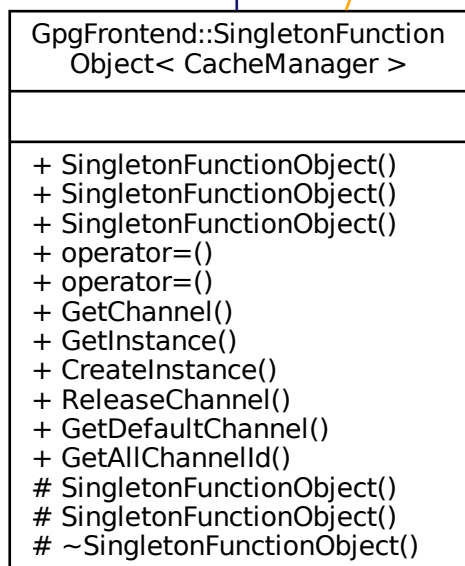 GpgFrontend::SingletonFunction
Object< CacheManager >
+ SingletonFunctionObject()
+ SingletonFunctionObject()
+ SingletonFunctionObject()
+ operator=()
+ operator=()
+ GetChannel()
+ GetInstance()
+ CreateInstance()
+ ReleaseChannel()
+ GetDefaultChannel()
+ GetAllChannelId()
# SingletonFunctionObject()
# SingletonFunctionObject()
# ~SingletonFunctionObject()